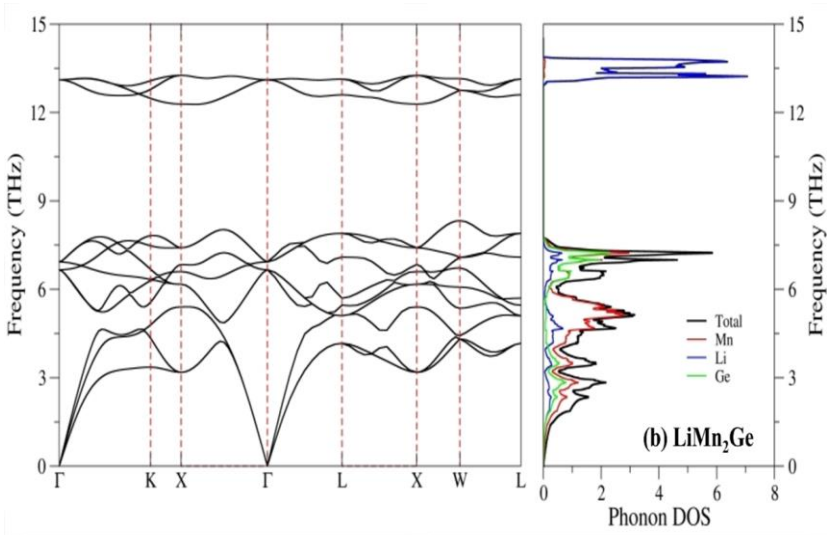 15
12
9
6
3
0
Frequency (THz)
Γ K X Γ L X W L
15
12
9
6
3
0
Frequency (THz)
Total
Mn
Li
Ge
(b) LiMn₂Ge
0 2 4 6 8
Phonon DOS